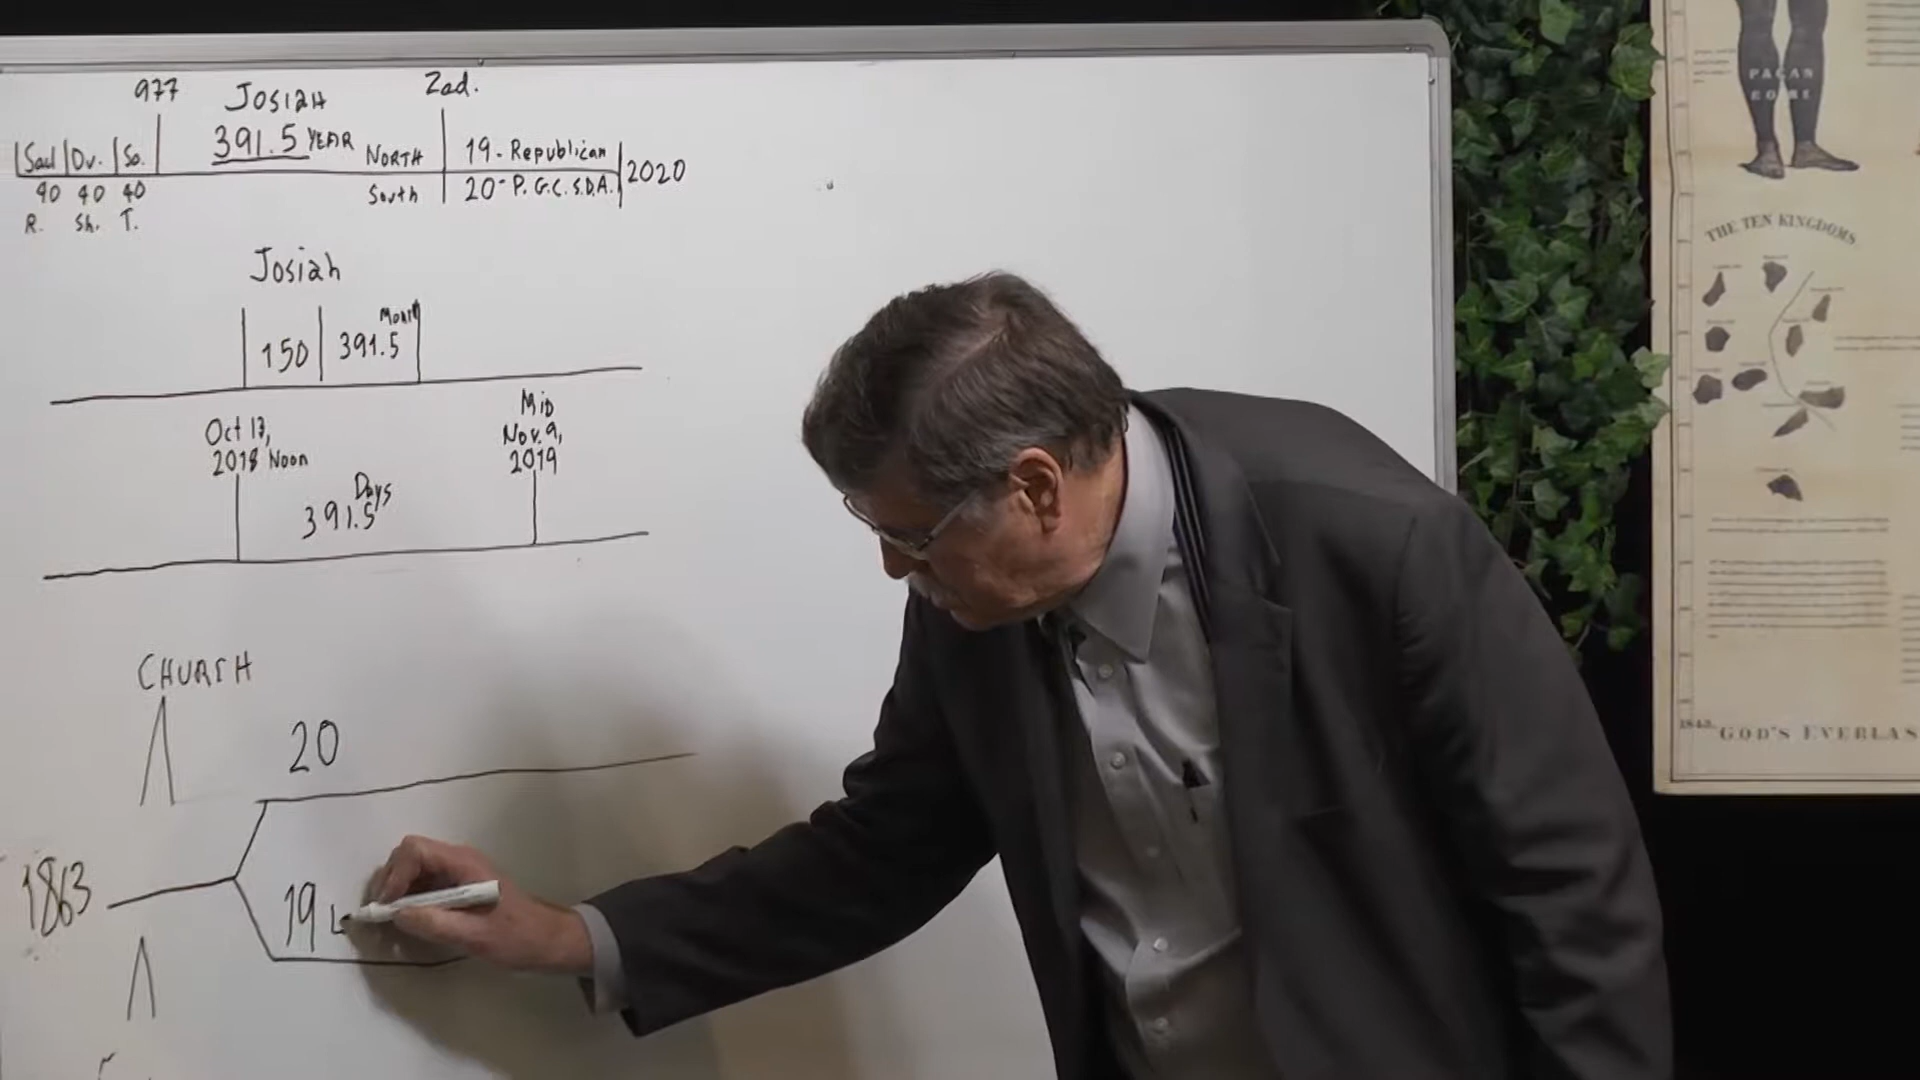 977 JOSIAH Zad.
|Saul|Dv.|So. 391.5 YEAR NORTH 19-Republican 2020
40 40 40 South 20-P.G.C.S.D.A.
R. Sh. T.
Josiah
150 391.5
Oct 13, Mid
2018 Noon Nov. 9,
2019
Days
391.5
CHURCH
20
1863
19 L
PAGAN
ROME
THE TEN KINGDOMS
1843. GOD'S EVERLAS